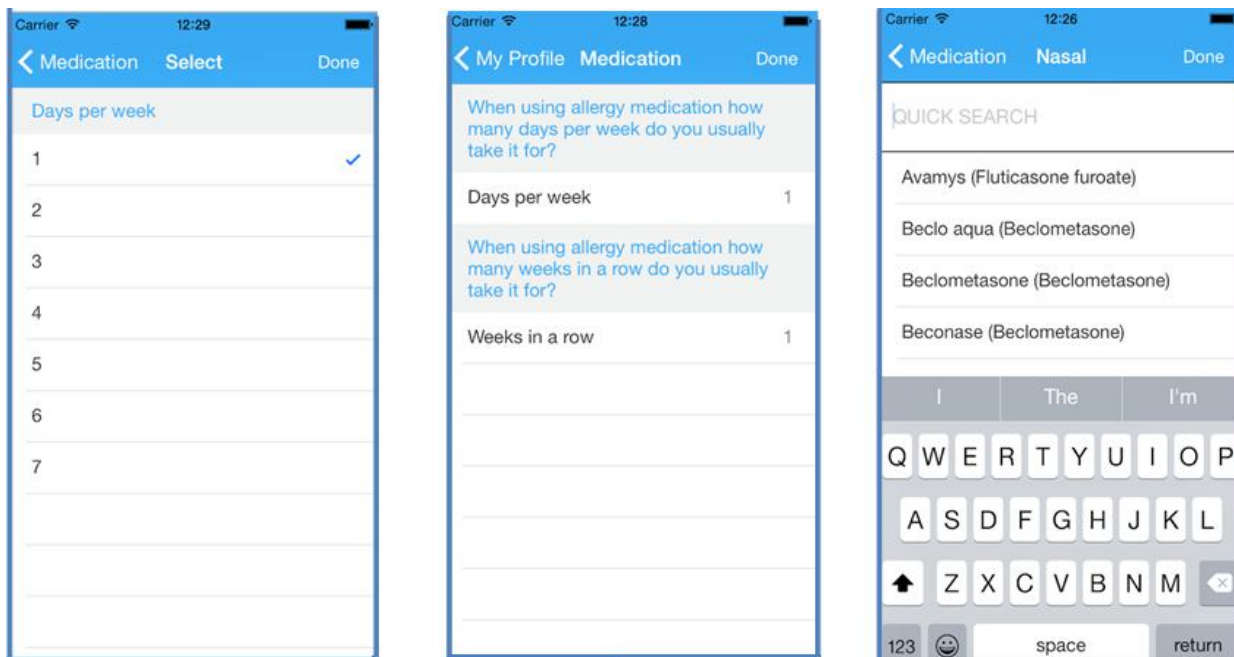 Carrier 12:29
Medication Select Done
Days per week
1
2
3
4
5
6
7
Carrier 12:28
My Profile Medication Done
When using allergy medication how
many days per week do you usually
take it for?
Days per week 1
When using allergy medication how
many weeks in a row do you usually
take it for?
Weeks in a row 1
Carrier 12:26
Medication Nasal Done
QUICK SEARCH
Avamys (Fluticasone furoate)
Beclo aqua (Beclometasone)
Beclometasone (Beclometasone)
Beconase (Beclometasone)
I The I'm
Q W E R T Y U I O P
A S D F G H J K L
Z X C V B N M
123 space return